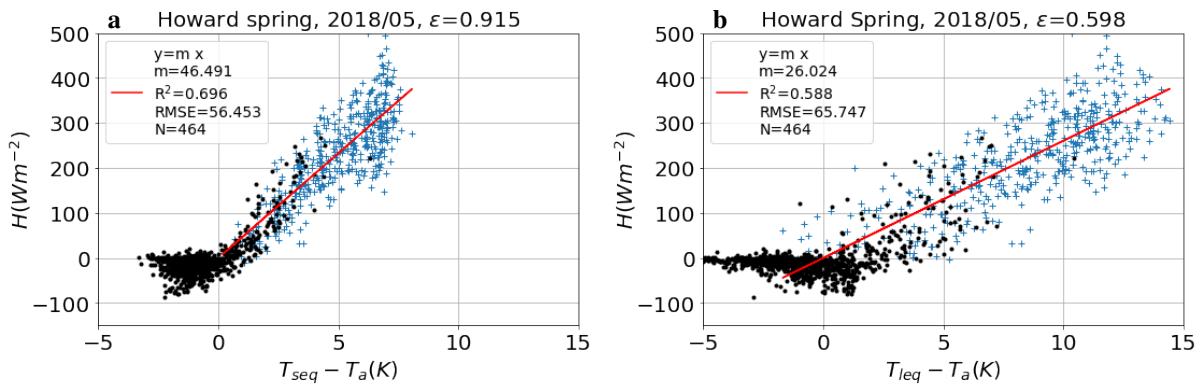 a Howard spring, 2018/05, ε=0.915
500
400
300
200
100
0
−100
H(Wm⁻²)
y=m x
m=46.491
R²=0.696
RMSE=56.453
N=464
−5 0 5 10 15
T_seq − T_a(K)
b Howard Spring, 2018/05, ε=0.598
500
400
300
200
100
0
−100
H(Wm⁻²)
y=m x
m=26.024
R²=0.588
RMSE=65.747
N=464
−5 0 5 10 15
T_leq − T_a(K)